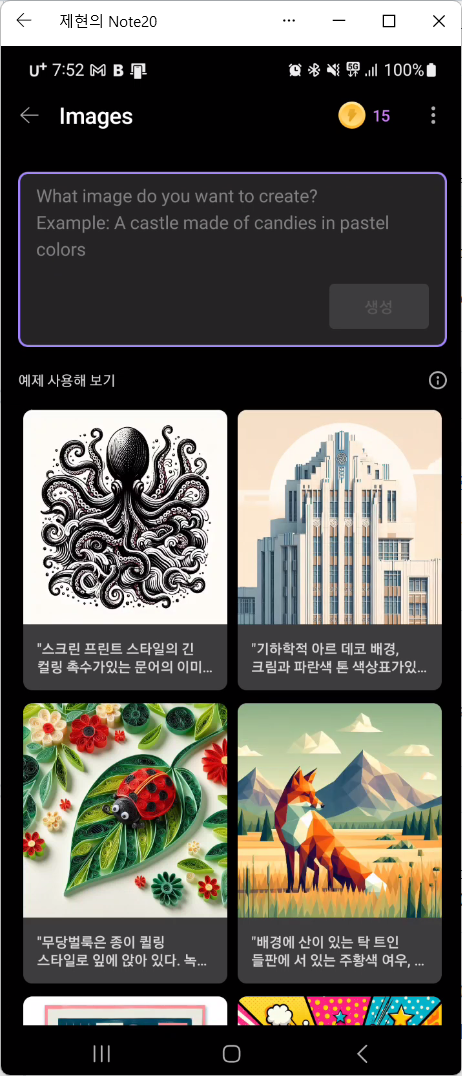 제현의 Note20
U+ 7:52 M B
5G 100%
Images
15
What image do you want to create?
Example: A castle made of candies in pastel
colors
생성
예제 사용해 보기
"스크린 프린트 스타일의 긴
컬링 촉수가있는 문어의 이미...
"기하학적 아르 데코 배경,
크림과 파란색 톤 색상표가있...
"무당벌룩은 종이 퀼링
스타일로 잎에 앉아 있다. 녹...
"배경에 산이 있는 탁 트인
들판에 서 있는 주황색 여우, ...